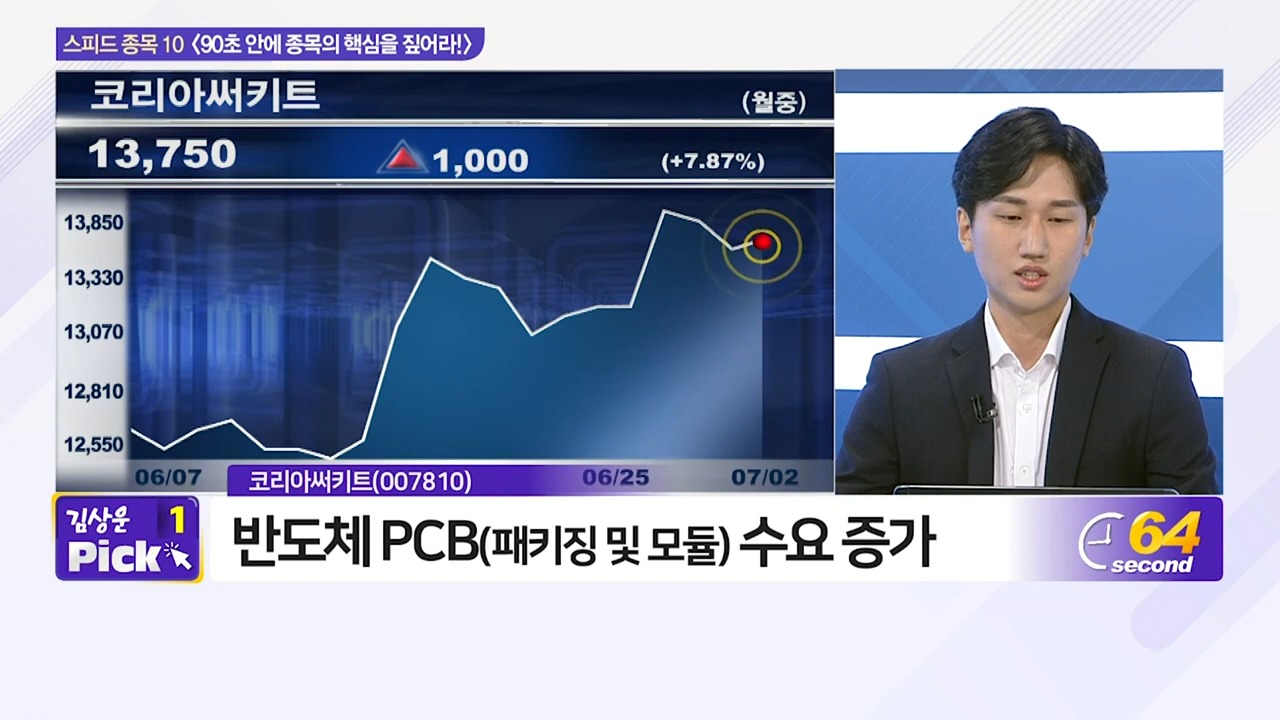 스피드 종목 10 〈90초 안에 종목의 핵심을 짚어라!〉
코리아써키트
(월중)
13,750 ▲ 1,000 (+7.87%)
13,850
13,330
13,070
12,810
12,550
06/07 06/25 07/02
코리아써키트(007810)
김상운 1
Pick
반도체 PCB(패키징 및 모듈) 수요 증가
64
second